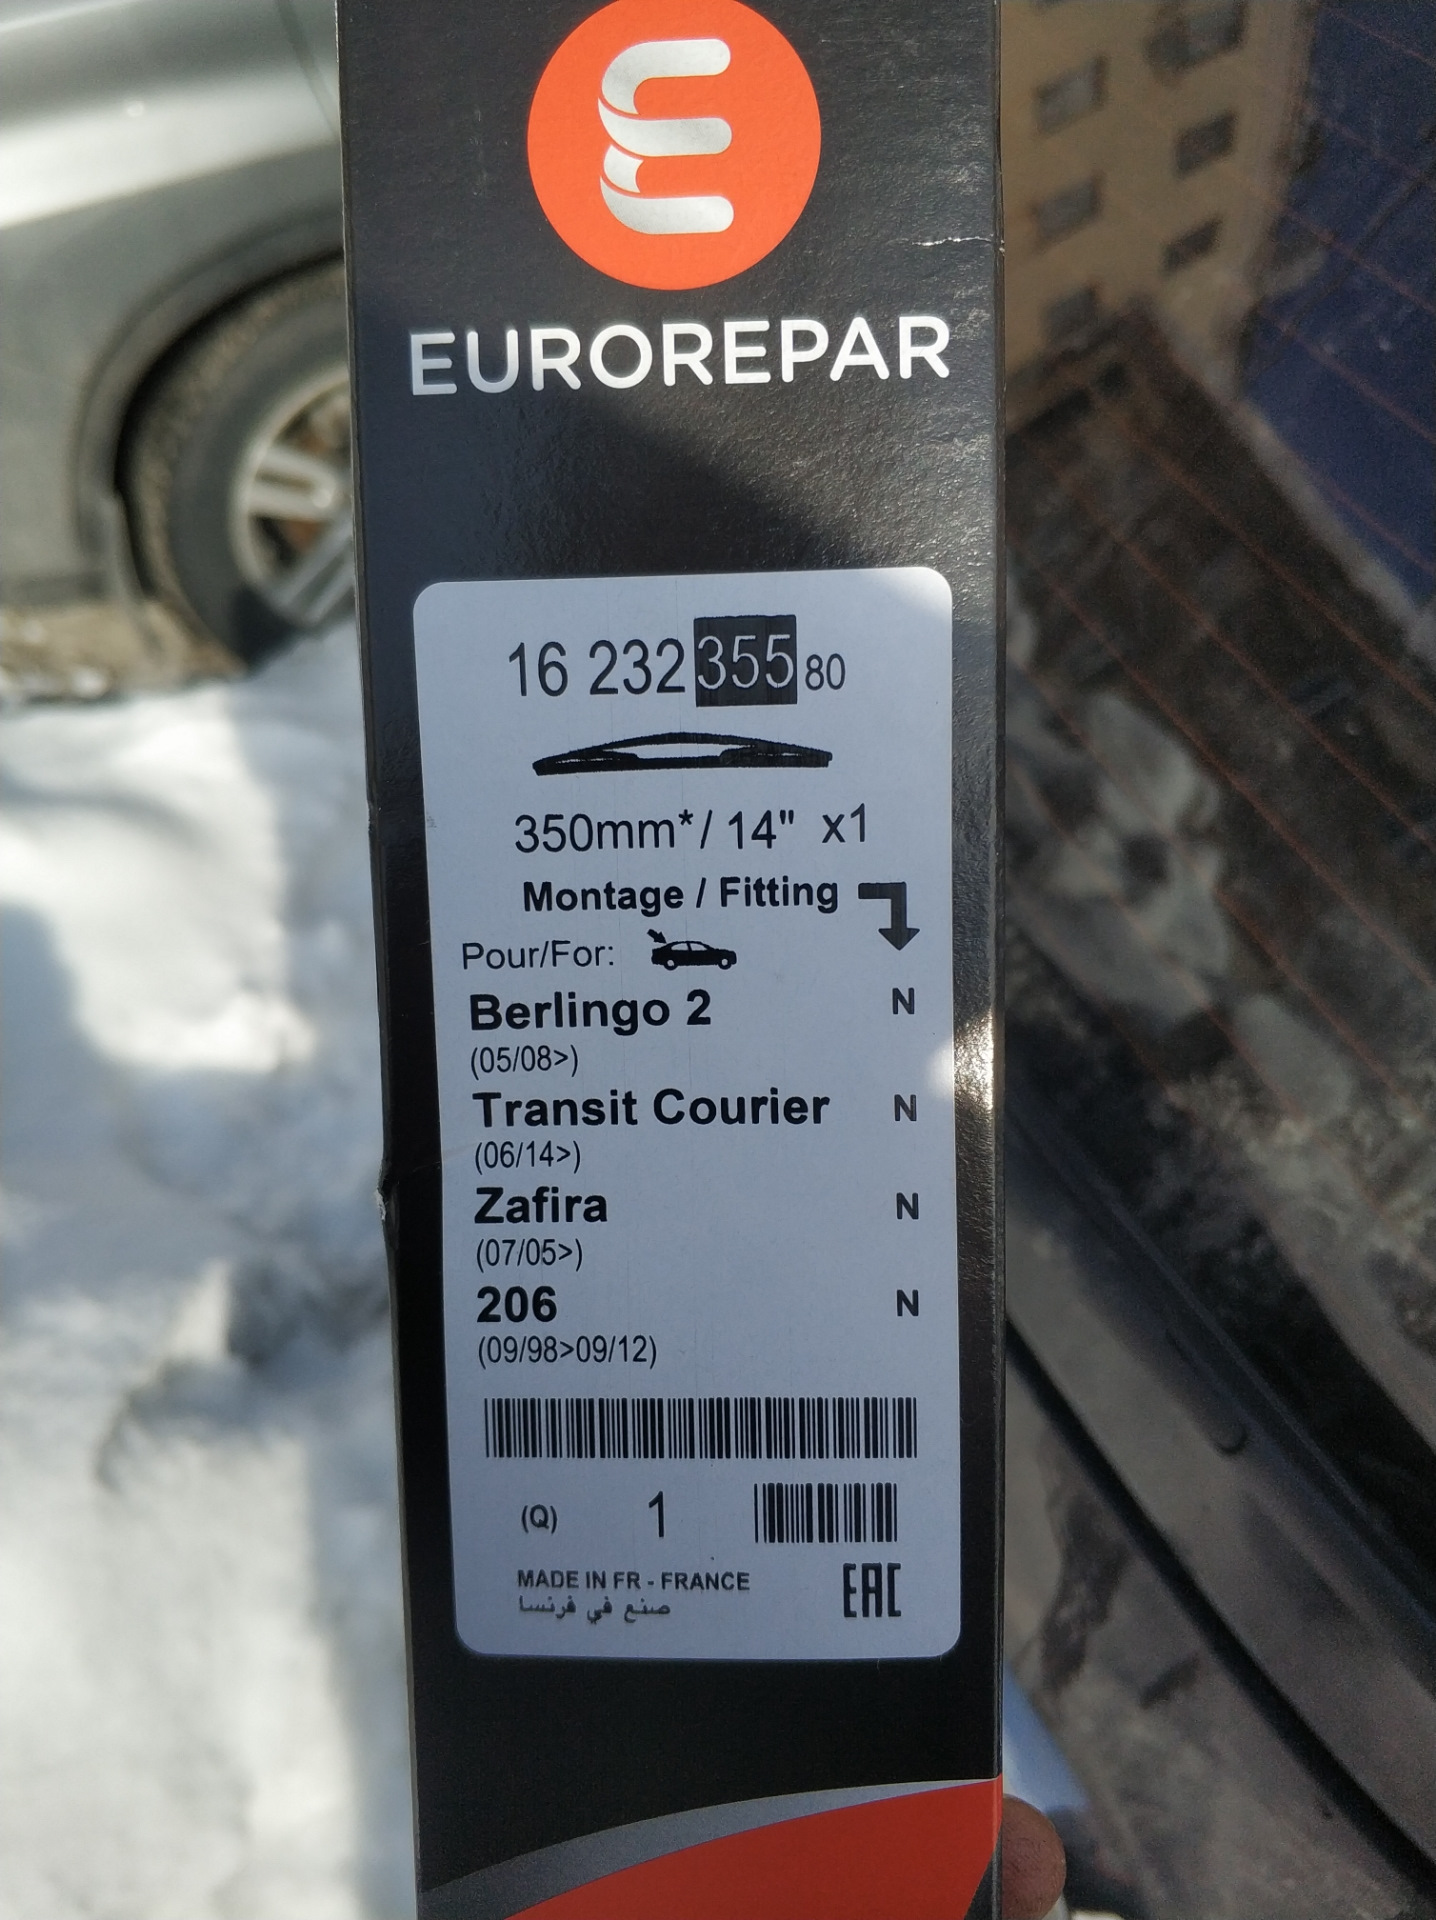 EUROREPAR
16 232 355 80
350mm* / 14" x1
Montage / Fitting
Pour/For:
Berlingo 2 N
(05/08>)
Transit Courier N
(06/14>)
Zafira N
(07/05>)
206 N
(09/98>09/12)
(Q) 1
MADE IN FR - FRANCE
صنع في فرنسا
EAC